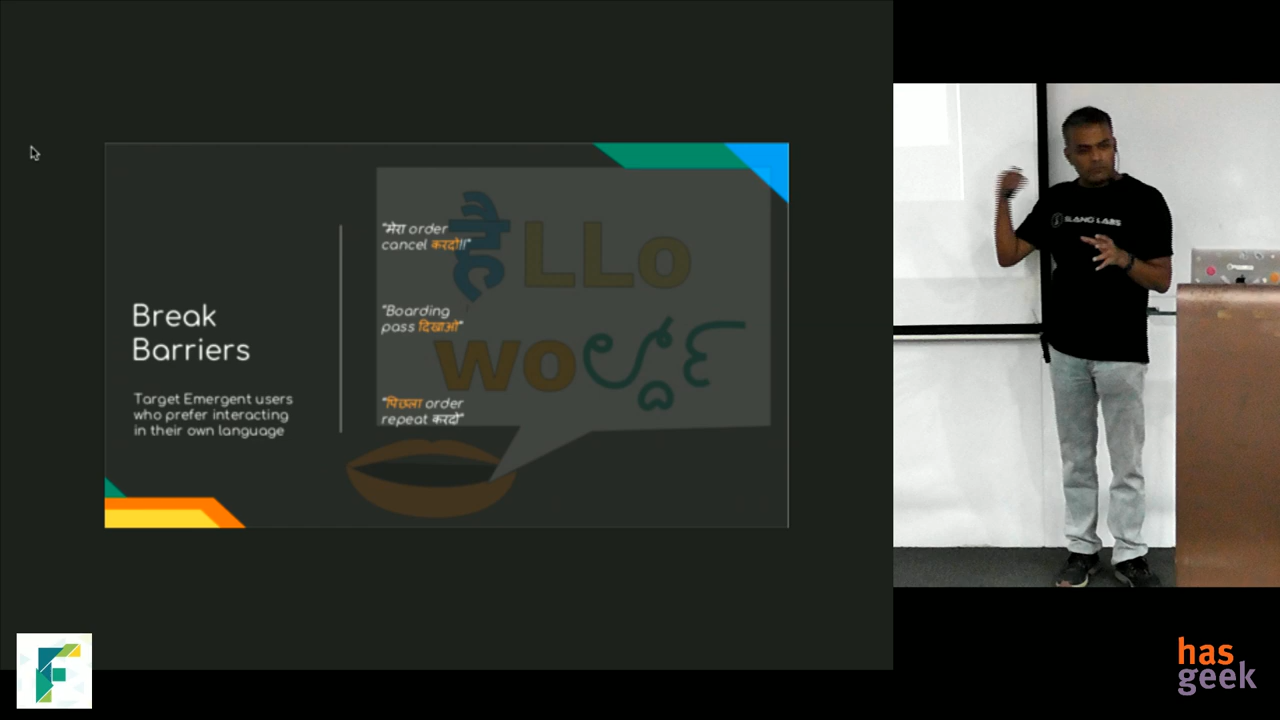 Break
Barriers
Target Emergent users
who prefer interacting
in their own language
"मेरा order
cancel करदो!!"
"Boarding
pass दिखाओ"
"पिछला order
repeat करदो"
हैLLo
woర్ల్డ్
SLANG LABS
F
has
geek